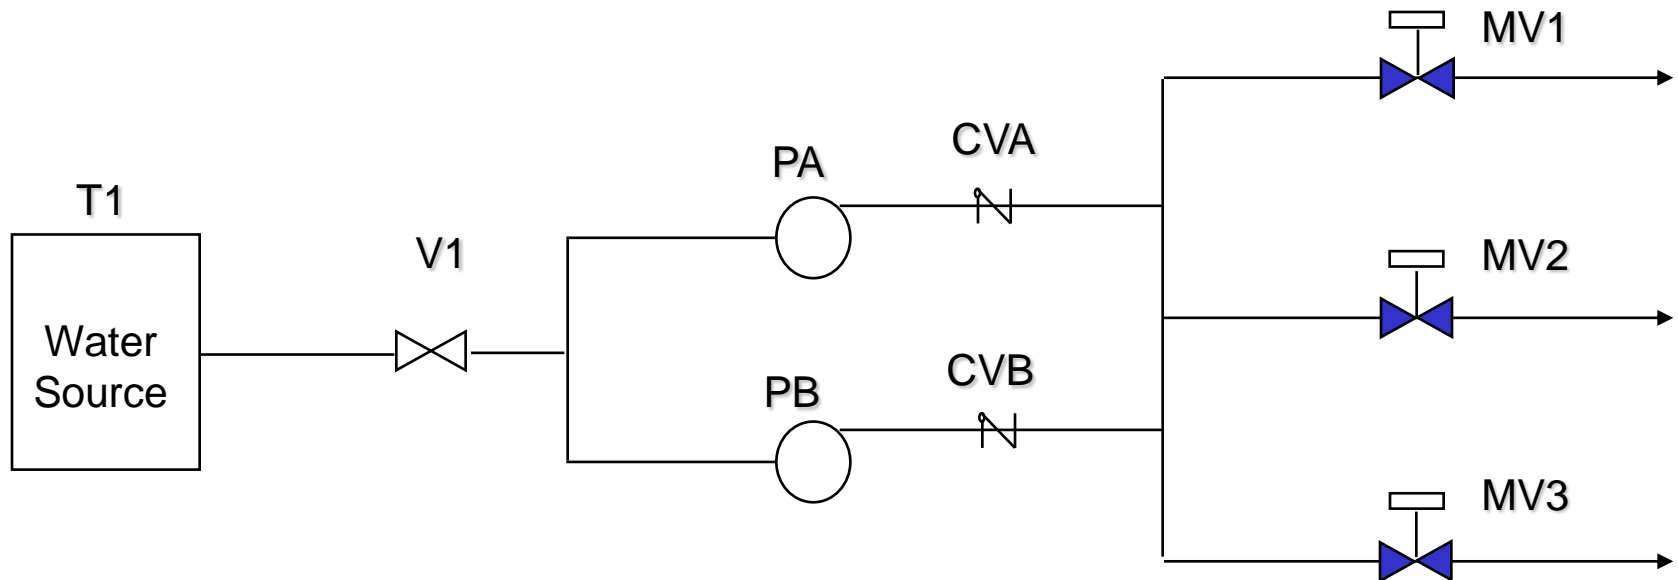 MV1
CVA
PA
T1
V1
MV2
Water
Source
CVB
PB
MV3